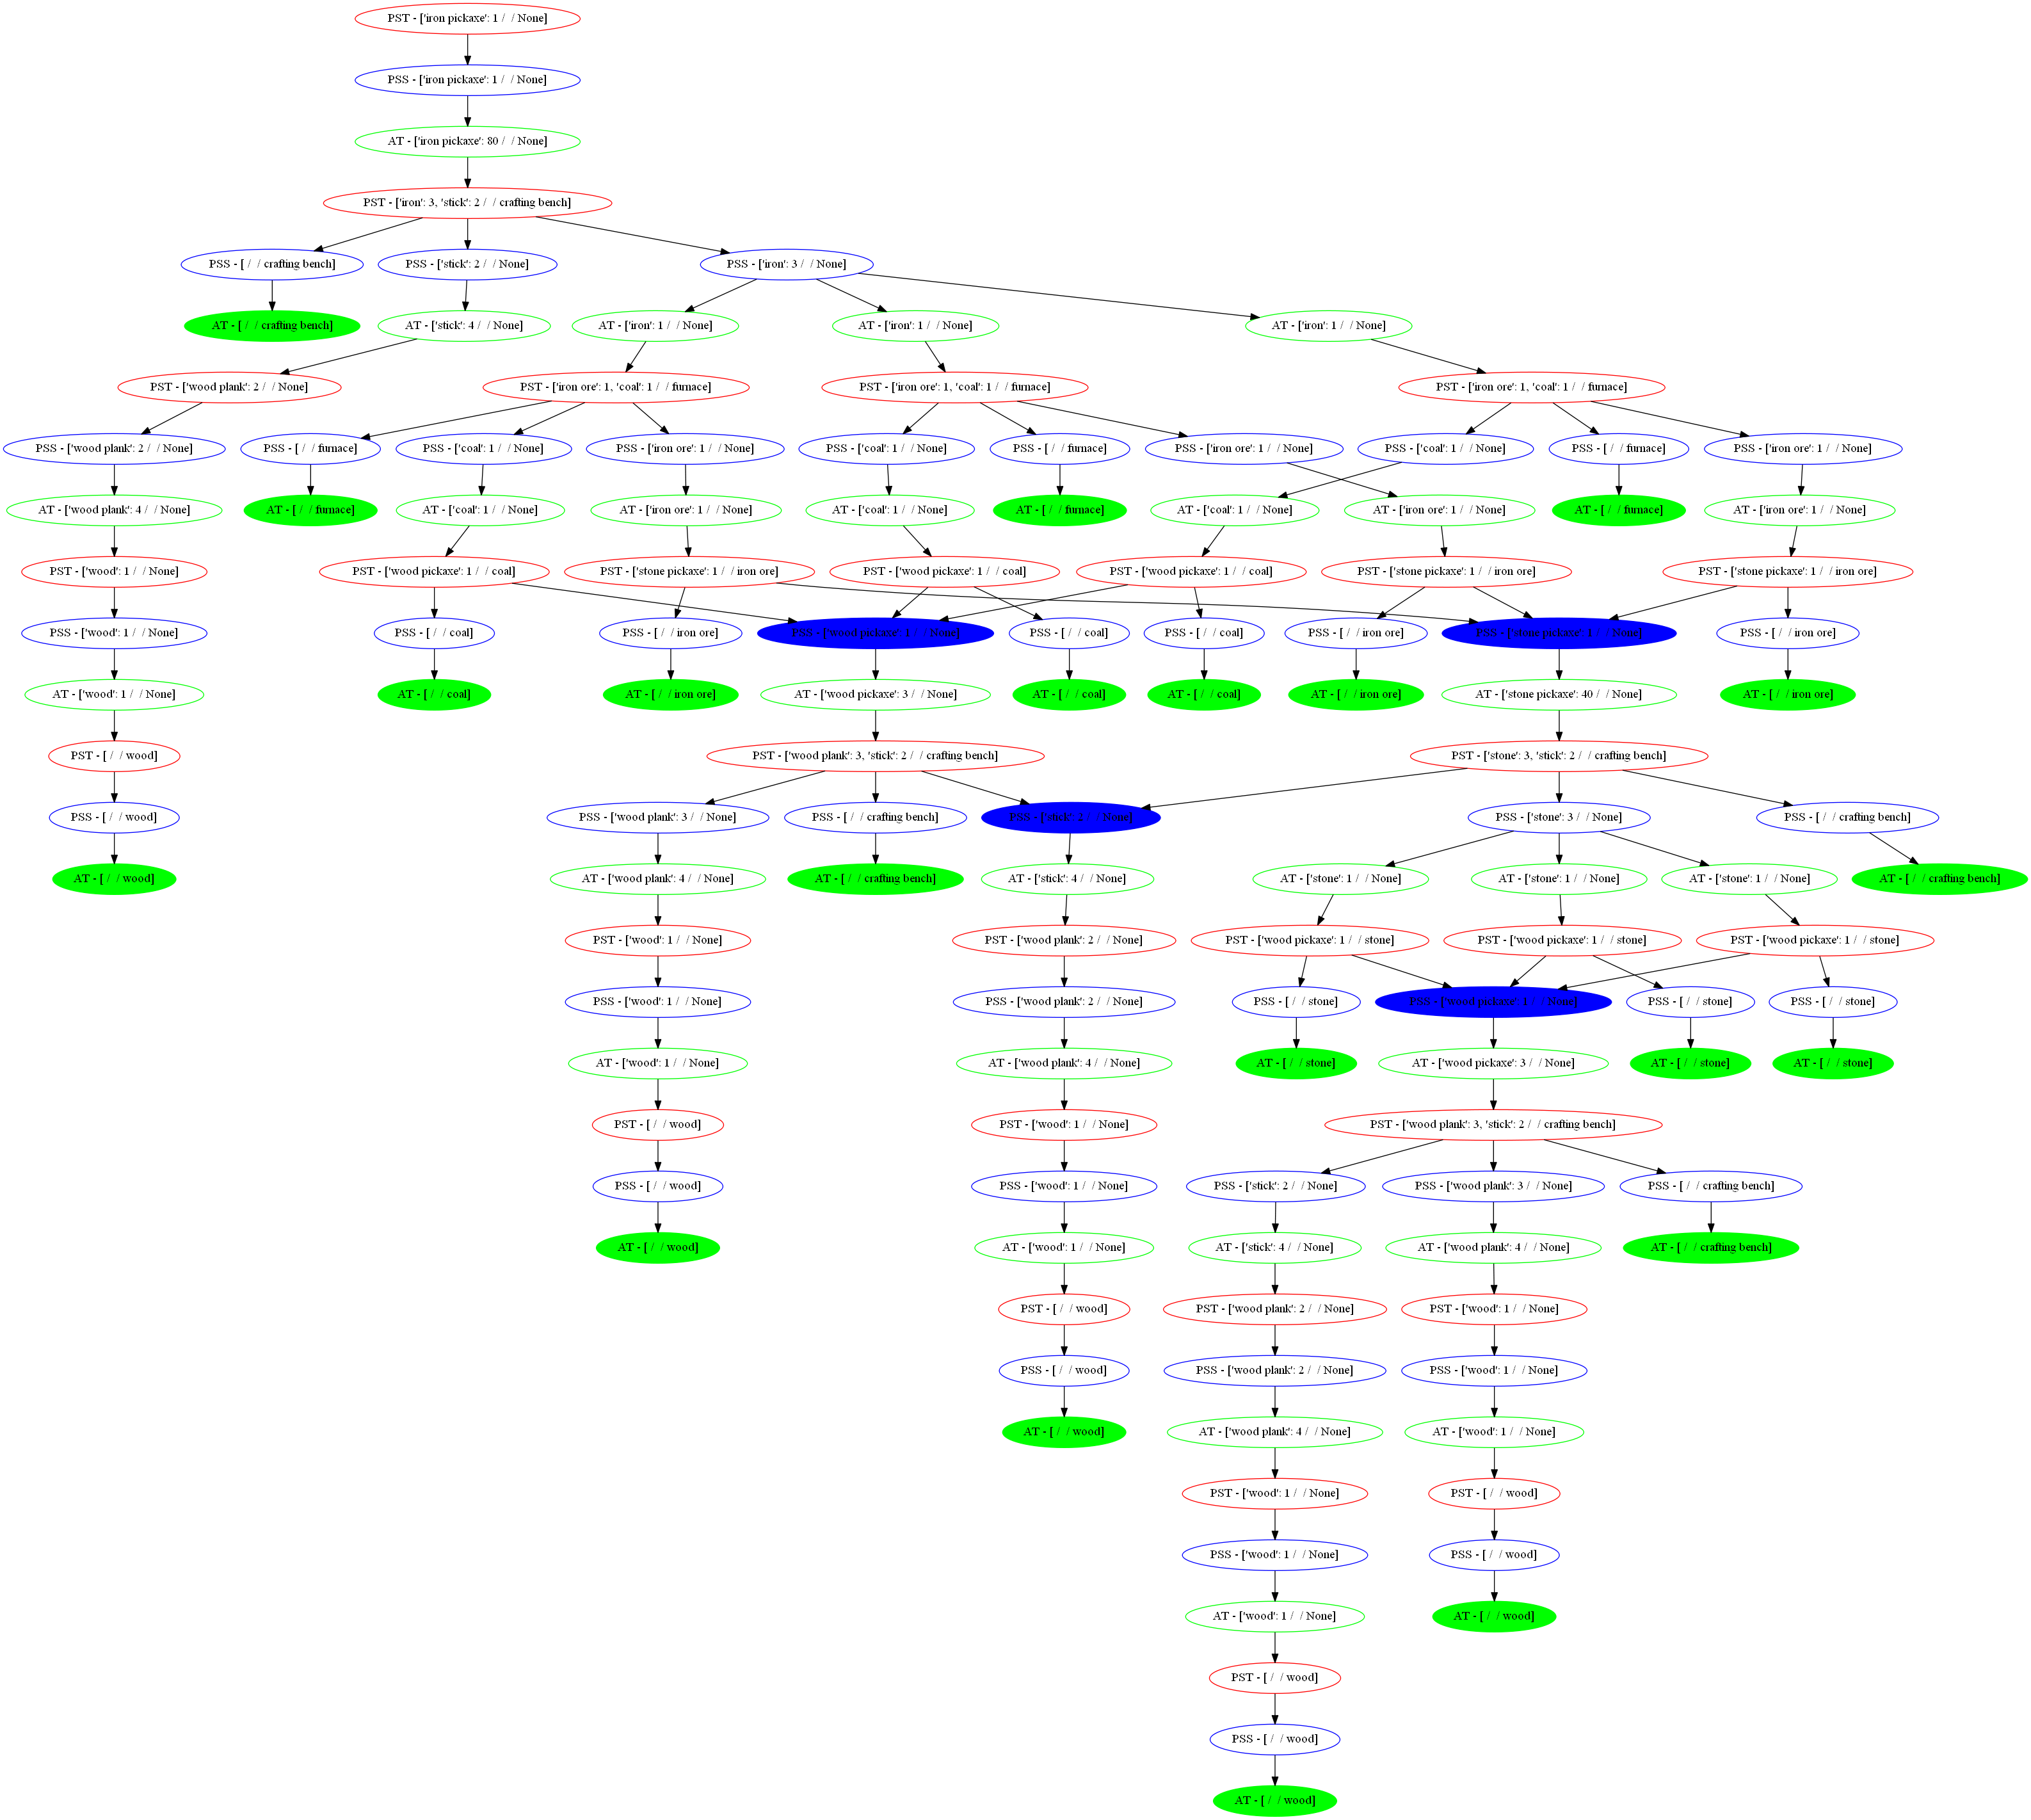 PST - ['iron pickaxe': 1 /  / None]
PSS - ['iron pickaxe': 1 /  / None]
AT - ['iron pickaxe': 80 /  / None]
PST - ['iron': 3, 'stick': 2 /  / crafting bench]
PSS - [ /  / crafting bench]
PSS - ['stick': 2 /  / None]
PSS - ['iron': 3 /  / None]
AT - [ /  / crafting bench]
AT - ['stick': 4 /  / None]
AT - ['iron': 1 /  / None]
AT - ['iron': 1 /  / None]
AT - ['iron': 1 /  / None]
PST - ['wood plank': 2 /  / None]
PST - ['iron ore': 1, 'coal': 1 /  / furnace]
PST - ['iron ore': 1, 'coal': 1 /  / furnace]
PST - ['iron ore': 1, 'coal': 1 /  / furnace]
PSS - ['wood plank': 2 /  / None]
PSS - [ /  / furnace]
PSS - ['coal': 1 /  / None]
PSS - ['iron ore': 1 /  / None]
PSS - ['coal': 1 /  / None]
PSS - [ /  / furnace]
PSS - ['iron ore': 1 /  / None]
PSS - ['coal': 1 /  / None]
PSS - [ /  / furnace]
PSS - ['iron ore': 1 /  / None]
AT - ['wood plank': 4 /  / None]
AT - [ /  / furnace]
AT - ['coal': 1 /  / None]
AT - ['iron ore': 1 /  / None]
AT - ['coal': 1 /  / None]
AT - [ /  / furnace]
AT - ['coal': 1 /  / None]
AT - ['iron ore': 1 /  / None]
AT - [ /  / furnace]
AT - ['iron ore': 1 /  / None]
PST - ['wood': 1 /  / None]
PST - ['wood pickaxe': 1 /  / coal]
PST - ['stone pickaxe': 1 /  / iron ore]
PST - ['wood pickaxe': 1 /  / coal]
PST - ['wood pickaxe': 1 /  / coal]
PST - ['stone pickaxe': 1 /  / iron ore]
PST - ['stone pickaxe': 1 /  / iron ore]
PSS - ['wood': 1 /  / None]
PSS - [ /  / coal]
PSS - [ /  / iron ore]
PSS - ['wood pickaxe': 1 /  / None]
PSS - [ /  / coal]
PSS - [ /  / coal]
PSS - [ /  / iron ore]
PSS - ['stone pickaxe': 1 /  / None]
PSS - [ /  / iron ore]
AT - ['wood': 1 /  / None]
AT - [ /  / coal]
AT - [ /  / iron ore]
AT - ['wood pickaxe': 3 /  / None]
AT - [ /  / coal]
AT - [ /  / coal]
AT - [ /  / iron ore]
AT - ['stone pickaxe': 40 /  / None]
AT - [ /  / iron ore]
PST - [ /  / wood]
PST - ['wood plank': 3, 'stick': 2 /  / crafting bench]
PST - ['stone': 3, 'stick': 2 /  / crafting bench]
PSS - [ /  / wood]
PSS - ['wood plank': 3 /  / None]
PSS - [ /  / crafting bench]
PSS - ['stick': 2 /  / None]
PSS - ['stone': 3 /  / None]
PSS - [ /  / crafting bench]
AT - [ /  / wood]
AT - ['wood plank': 4 /  / None]
AT - [ /  / crafting bench]
AT - ['stick': 4 /  / None]
AT - ['stone': 1 /  / None]
AT - ['stone': 1 /  / None]
AT - ['stone': 1 /  / None]
AT - [ /  / crafting bench]
PST - ['wood': 1 /  / None]
PST - ['wood plank': 2 /  / None]
PST - ['wood pickaxe': 1 /  / stone]
PST - ['wood pickaxe': 1 /  / stone]
PST - ['wood pickaxe': 1 /  / stone]
PSS - ['wood': 1 /  / None]
PSS - ['wood plank': 2 /  / None]
PSS - [ /  / stone]
PSS - ['wood pickaxe': 1 /  / None]
PSS - [ /  / stone]
PSS - [ /  / stone]
AT - ['wood': 1 /  / None]
AT - ['wood plank': 4 /  / None]
AT - [ /  / stone]
AT - ['wood pickaxe': 3 /  / None]
AT - [ /  / stone]
AT - [ /  / stone]
PST - [ /  / wood]
PST - ['wood': 1 /  / None]
PST - ['wood plank': 3, 'stick': 2 /  / crafting bench]
PSS - [ /  / wood]
PSS - ['wood': 1 /  / None]
PSS - ['stick': 2 /  / None]
PSS - ['wood plank': 3 /  / None]
PSS - [ /  / crafting bench]
AT - [ /  / wood]
AT - ['wood': 1 /  / None]
AT - ['stick': 4 /  / None]
AT - ['wood plank': 4 /  / None]
AT - [ /  / crafting bench]
PST - [ /  / wood]
PST - ['wood plank': 2 /  / None]
PST - ['wood': 1 /  / None]
PSS - [ /  / wood]
PSS - ['wood plank': 2 /  / None]
PSS - ['wood': 1 /  / None]
AT - [ /  / wood]
AT - ['wood plank': 4 /  / None]
AT - ['wood': 1 /  / None]
PST - ['wood': 1 /  / None]
PST - [ /  / wood]
PSS - ['wood': 1 /  / None]
PSS - [ /  / wood]
AT - ['wood': 1 /  / None]
AT - [ /  / wood]
PST - [ /  / wood]
PSS - [ /  / wood]
AT - [ /  / wood]